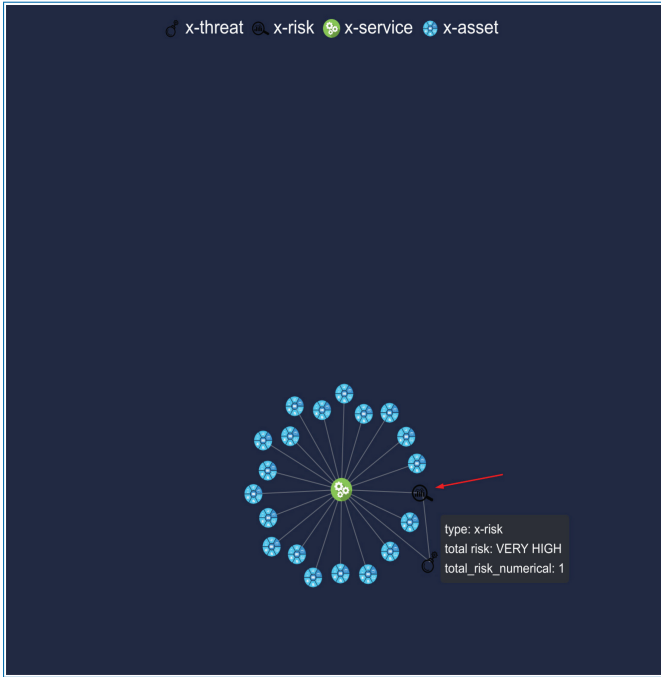 x-threat x-risk x-service x-asset
type: x-risk
total risk: VERY HIGH
total_risk_numerical: 1